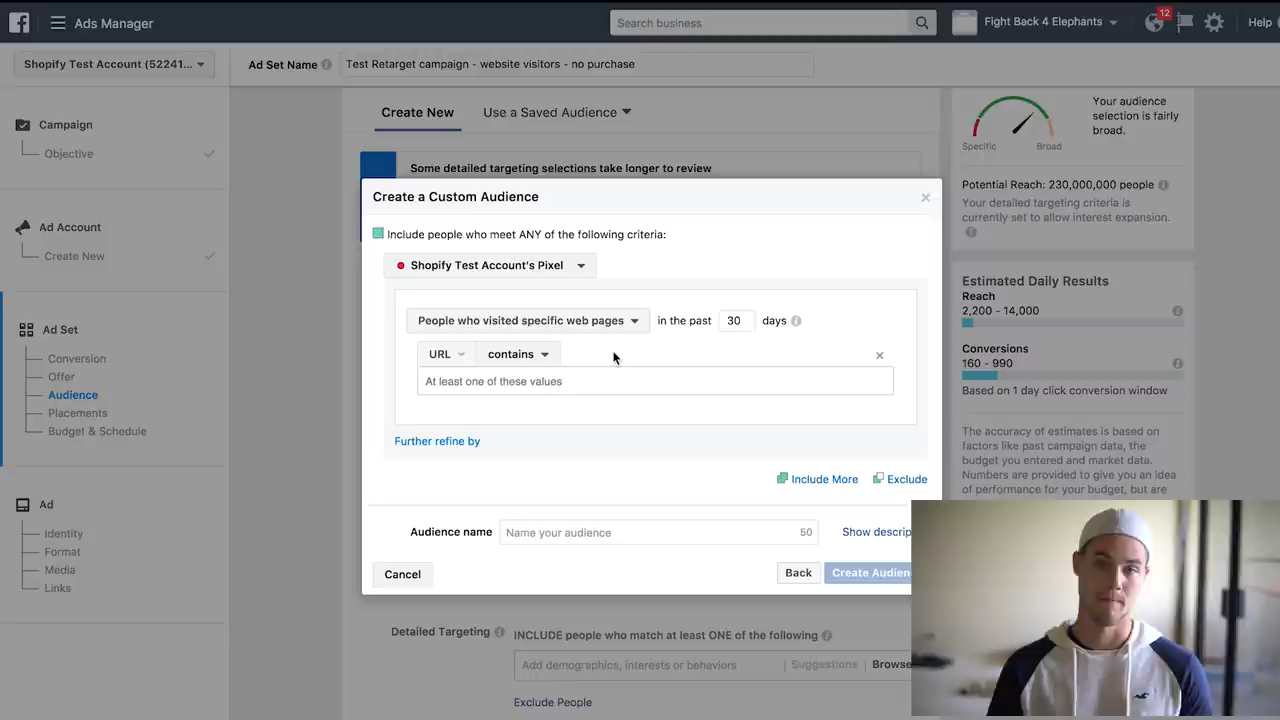 Ads Manager
Search business
Fight Back 4 Elephants
12
Help
Shopify Test Account (52241...
Ad Set Name
Test Retarget campaign - website visitors - no purchase
Campaign
Objective
Ad Account
Create New
Ad Set
Conversion
Offer
Audience
Placements
Budget & Schedule
Ad
Identity
Format
Media
Links
Create New
Use a Saved Audience
Some detailed targeting selections take longer to review
Create a Custom Audience
Include people who meet ANY of the following criteria:
Shopify Test Account's Pixel
People who visited specific web pages
in the past
30
days
URL
contains
At least one of these values
Further refine by
Include More
Exclude
Audience name
Name your audience
50
Show descrip
Cancel
Back
Create Audien
Detailed Targeting
INCLUDE people who match at least ONE of the following
Add demographics, interests or behaviors
Suggestions
Browse
Exclude People
Specific
Broad
Your audience
selection is fairly
broad.
Potential Reach: 230,000,000 people
Your detailed targeting criteria is
currently set to allow interest expansion.
Estimated Daily Results
Reach
2,200 - 14,000
Conversions
160 - 990
Based on 1 day click conversion window
The accuracy of estimates is based on
factors like past campaign data, the
budget you entered and market data.
Numbers are provided to give you an idea
of performance for your budget, but are